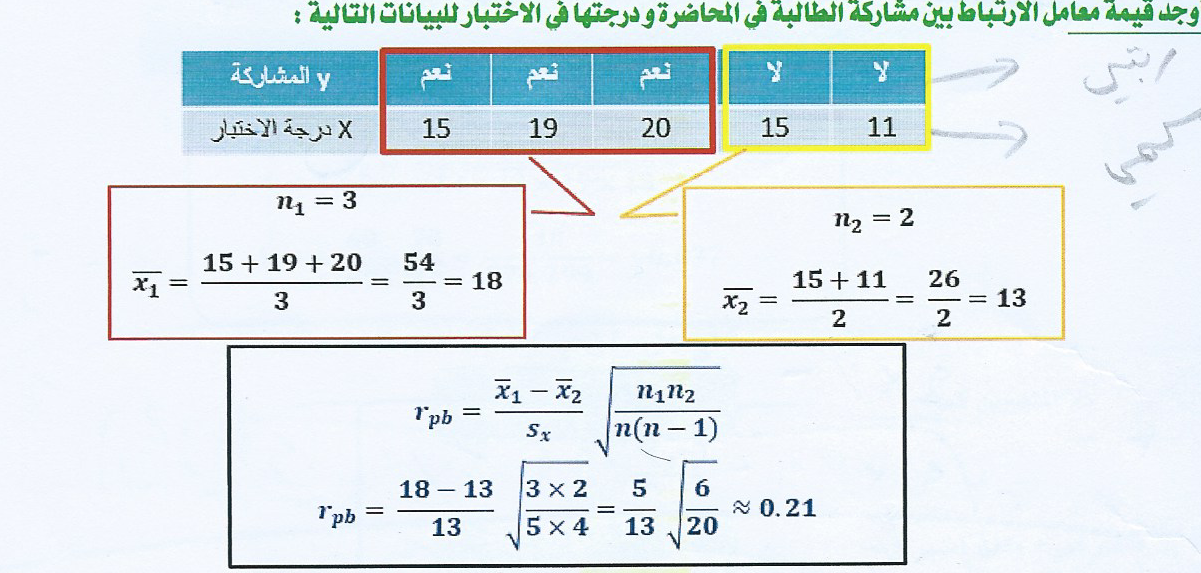 اوجد قيمة معامل الارتباط بين مشاركة الطالبة في المحاضرة و درجتها في الاختبار للبيانات التالية :
y المشاركة نعم نعم نعم لا لا
X درجة الاختبار 15 19 20 15 11
كمي
n₁ = 3
x̄₁ = (15 + 19 + 20)/3 = 54/3 = 18
n₂ = 2
x̄₂ = (15 + 11)/2 = 26/2 = 13
r_pb = (x̄₁ − x̄₂)/s_x √(n₁n₂/(n(n − 1)))
r_pb = (18 − 13)/13 √((3 × 2)/(5 × 4)) = 5/13 √(6/20) ≈ 0.21